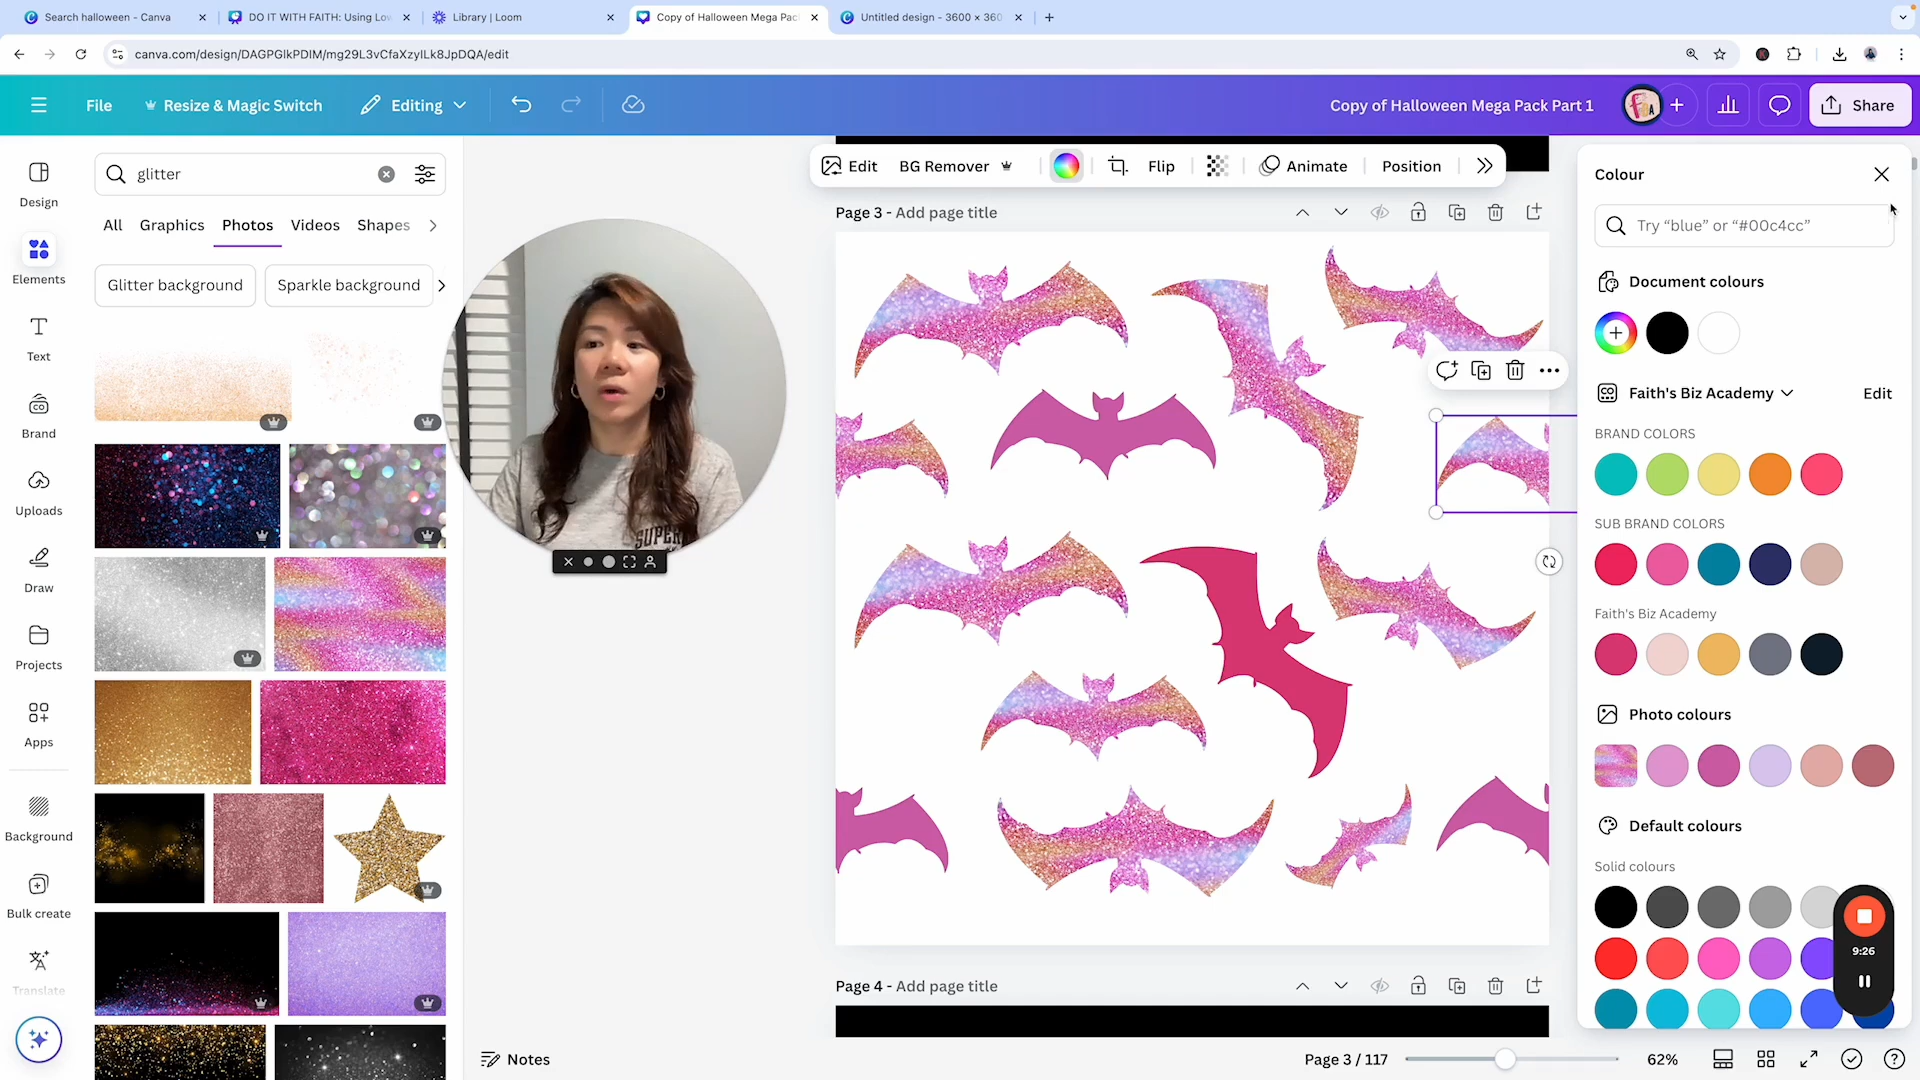 Search halloween - Canva
DO IT WITH FAITH: Using Lov
Library | Loom
Copy of Halloween Mega Pac
Untitled design - 3600 × 360
canva.com/design/DAGPGlkPDlM/mg29L3vCfaXzylLk8JpDQA/edit
File
Resize & Magic Switch
Editing
Copy of Halloween Mega Pack Part 1
Share
Design
Elements
Text
Brand
Uploads
Draw
Projects
Apps
Background
Bulk create
Translate
glitter
All
Graphics
Photos
Videos
Shapes
Glitter background
Sparkle background
SUPER
Edit
BG Remover
Flip
Animate
Position
Page 3 - Add page title
Page 4 - Add page title
Colour
Try “blue” or “#00c4cc”
Document colours
Faith's Biz Academy
Edit
BRAND COLORS
SUB BRAND COLORS
Faith's Biz Academy
Photo colours
Default colours
Solid colours
9:26
Notes
Page 3 / 117
62%